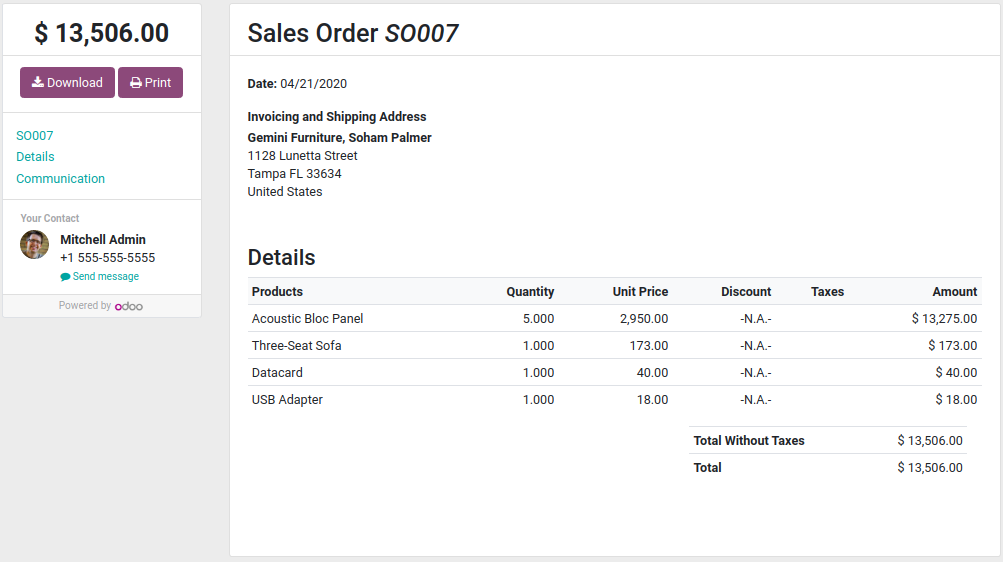 $ 13,506.00
Download Print
SO007
Details
Communication
Your Contact
Mitchell Admin
+1 555-555-5555
Send message
Powered by odoo
Sales Order SO007
Date: 04/21/2020
Invoicing and Shipping Address
Gemini Furniture, Soham Palmer
1128 Lunetta Street
Tampa FL 33634
United States
Details
Products Quantity Unit Price Discount Taxes Amount
Acoustic Bloc Panel 5.000 2,950.00 -N.A.- $ 13,275.00
Three-Seat Sofa 1.000 173.00 -N.A.- $ 173.00
Datacard 1.000 40.00 -N.A.- $ 40.00
USB Adapter 1.000 18.00 -N.A.- $ 18.00
Total Without Taxes $ 13,506.00
Total $ 13,506.00